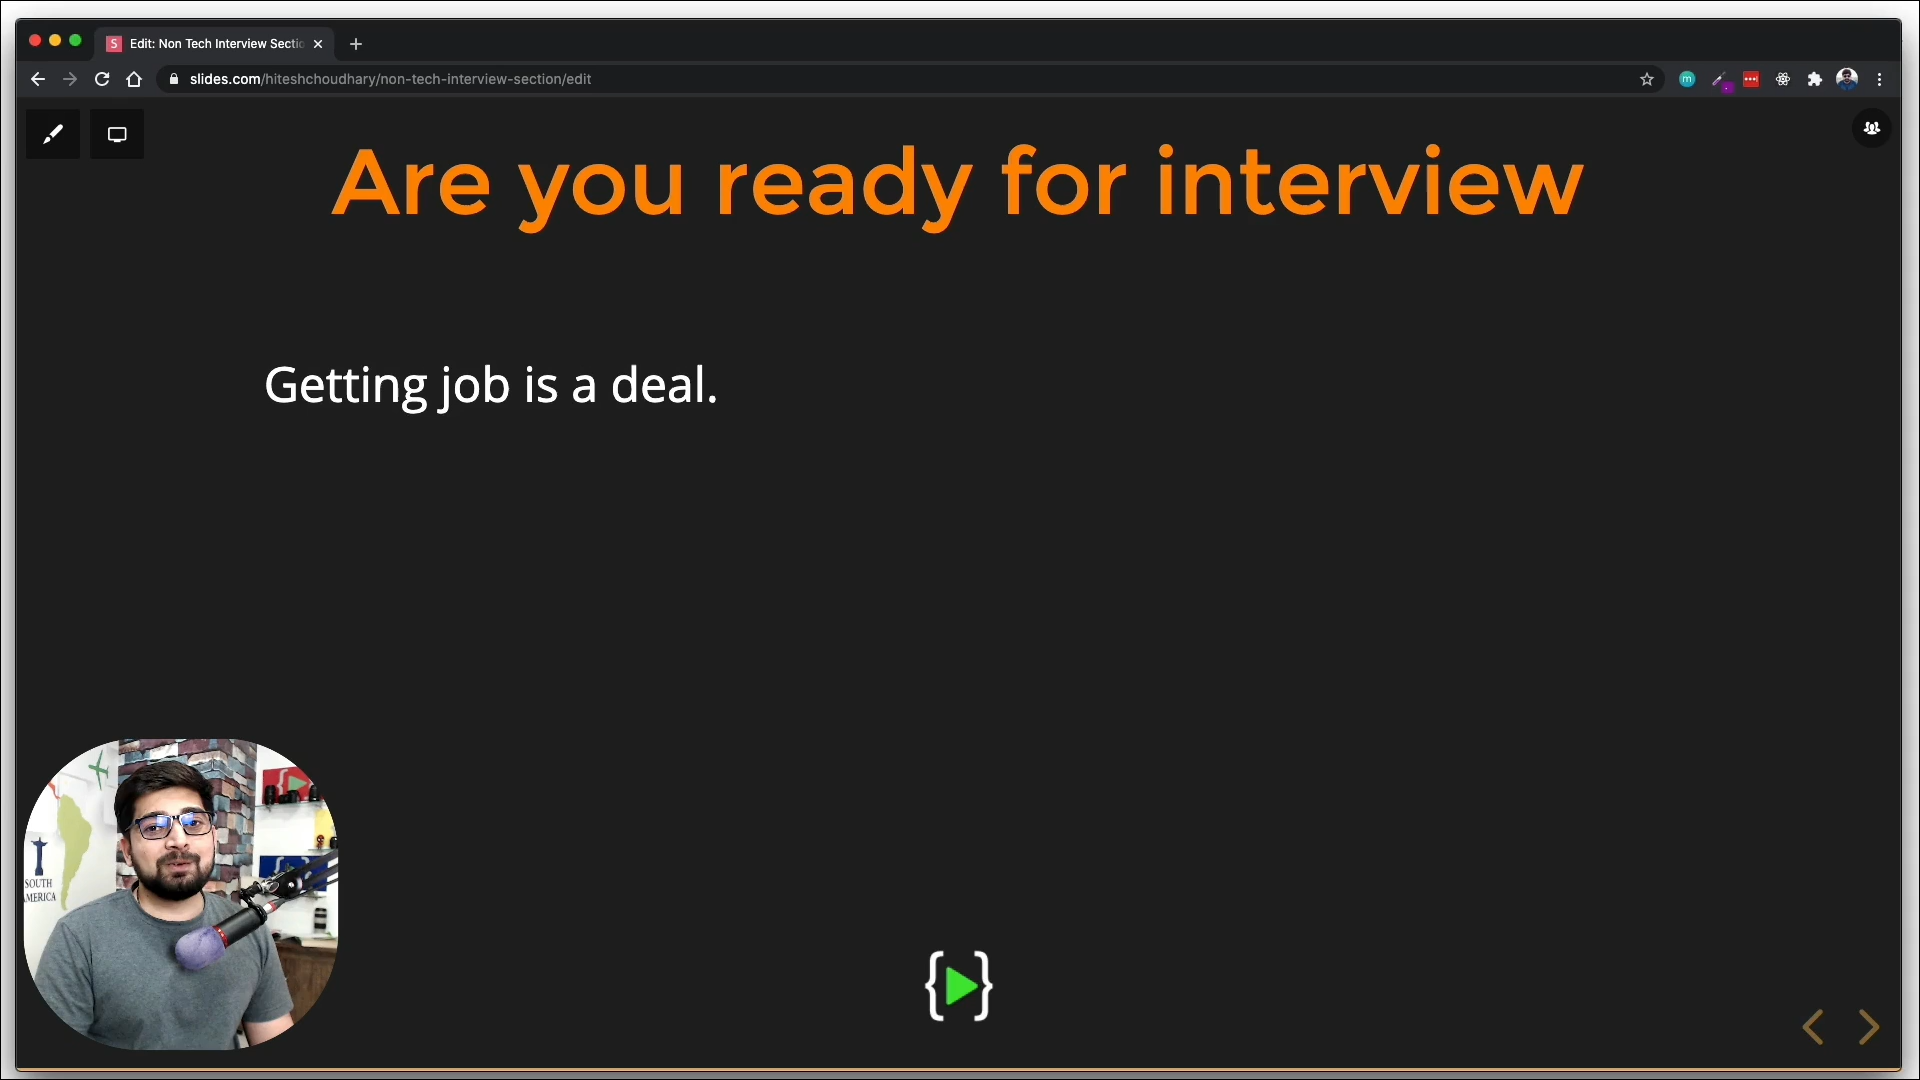 Edit: Non Tech Interview Sectio
slides.com/hiteshchoudhary/non-tech-interview-section/edit
Are you ready for interview
Getting job is a deal.
SOUTH
AMERICA